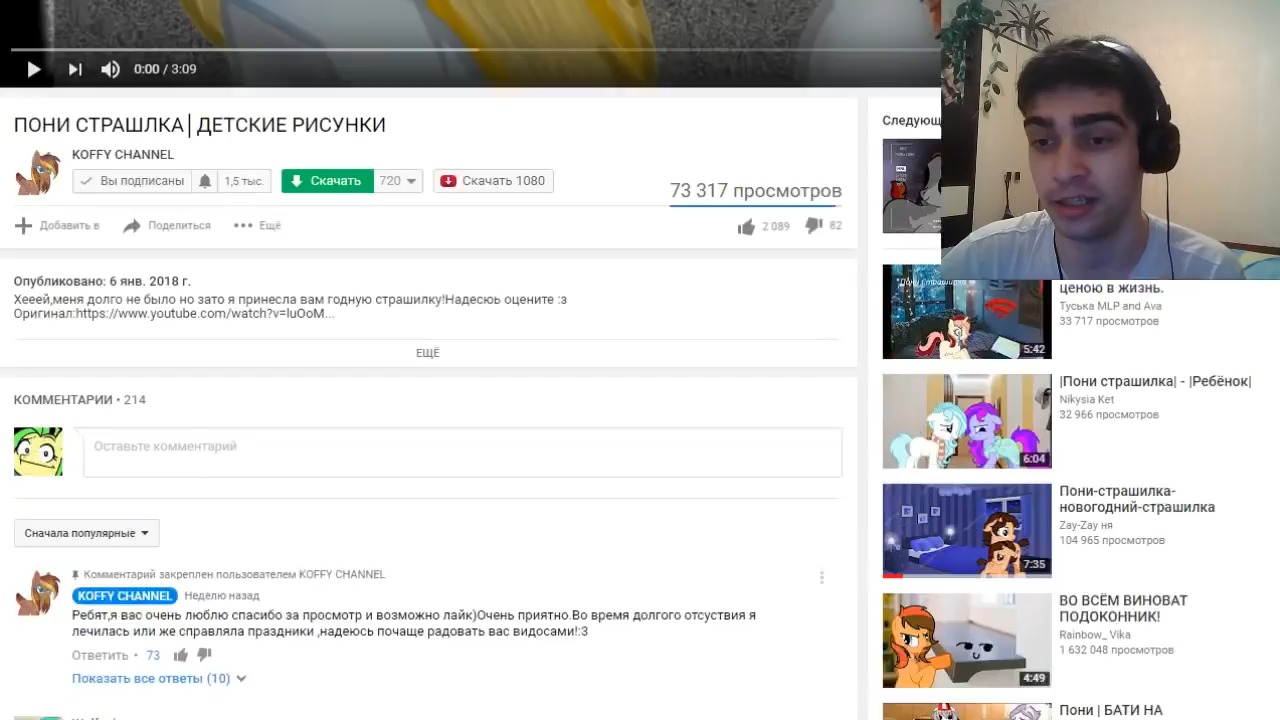 0:00 / 3:09
ПОНИ СТРАШЛКА│ДЕТСКИЕ РИСУНКИ
KOFFY CHANNEL
Вы подписаны
1,5 тыс.
Скачать
720
Скачать 1080
73 317 просмотров
Добавить в
Поделиться
Ещё
2 089
82
Опубликовано: 6 янв. 2018 г.
Хееей,меня долго не было но зато я принесла вам годную страшилку!Надесюь оцените :з
Оригинал:https://www.youtube.com/watch?v=IuOoM...
ЕЩЁ
КОММЕНТАРИИ • 214
Оставьте комментарий
Сначала популярные
Комментарий закреплен пользователем KOFFY CHANNEL
KOFFY CHANNEL Неделю назад
Ребят,я вас очень люблю спасибо за просмотр и возможно лайк)Очень приятно.Во время долгого отсуствия я
лечилась или же справляла праздники ,надеюсь почаще радовать вас видосами!:3
Ответить • 73
Показать все ответы (10)
Следующ
ценою в жизнь.
Туська MLP and Ava
33 717 просмотров
5:42
|Пони страшилка| - |Ребёнок|
Nikysia Ket
32 966 просмотров
6:04
Пони-страшилка-
новогодний-страшилка
Zay-Zay ня
104 965 просмотров
7:35
ВО ВСЁМ ВИНОВАТ
ПОДОКОННИК!
Rainbow_ Vika
1 632 048 просмотров
4:49
Пони | БАТИ НА